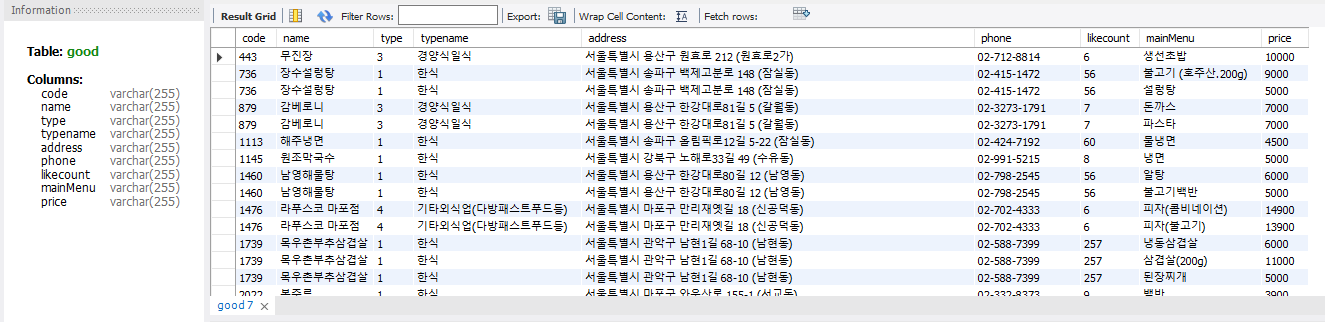 Information
Table: good
Columns:
code varchar(255)
name varchar(255)
type varchar(255)
typename varchar(255)
address varchar(255)
phone varchar(255)
likecount varchar(255)
mainMenu varchar(255)
price varchar(255)
Result Grid Filter Rows: Export: Wrap Cell Content: Fetch rows:
code name type typename address phone likecount mainMenu price
443 무진장 3 경양식일식 서울특별시 용산구 원효로 212 (원효로2가) 02-712-8814 6 생선초밥 10000
736 장수설렁탕 1 한식 서울특별시 송파구 백제고분로 148 (잠실동) 02-415-1472 56 불고기 (호주산,200g) 9000
736 장수설렁탕 1 한식 서울특별시 송파구 백제고분로 148 (잠실동) 02-415-1472 56 설렁탕 5000
879 감베로니 3 경양식일식 서울특별시 용산구 한강대로81길 5 (갈월동) 02-3273-1791 7 돈까스 7000
879 감베로니 3 경양식일식 서울특별시 용산구 한강대로81길 5 (갈월동) 02-3273-1791 7 파스타 7000
1113 해주냉면 1 한식 서울특별시 송파구 올림픽로12길 5-22 (잠실동) 02-424-7192 60 물냉면 4500
1145 원조막국수 1 한식 서울특별시 강북구 노해로33길 49 (수유동) 02-991-5215 8 냉면 5000
1460 남영해물탕 1 한식 서울특별시 용산구 한강대로80길 12 (남영동) 02-798-2545 56 알탕 6000
1460 남영해물탕 1 한식 서울특별시 용산구 한강대로80길 12 (남영동) 02-798-2545 56 불고기백반 5000
1476 라푸스코 마포점 4 기타외식업(다방패스트푸드등) 서울특별시 마포구 만리재옛길 18 (신공덕동) 02-702-4333 6 피자(콤비네이션) 14900
1476 라푸스코 마포점 4 기타외식업(다방패스트푸드등) 서울특별시 마포구 만리재옛길 18 (신공덕동) 02-702-4333 6 피자(불고기) 13900
1739 목우촌부추삼겹살 1 한식 서울특별시 관악구 남현1길 68-10 (남현동) 02-588-7399 257 냉동삼겹살 6000
1739 목우촌부추삼겹살 1 한식 서울특별시 관악구 남현1길 68-10 (남현동) 02-588-7399 257 삼겹살(200g) 11000
1739 목우촌부추삼겹살 1 한식 서울특별시 관악구 남현1길 68-10 (남현동) 02-588-7399 257 된장찌개 5000
2022 1 한식 서울특별시 마포구 와우산로 155-1 (서교동) 02-332-8373 9 백반 3900
good 7